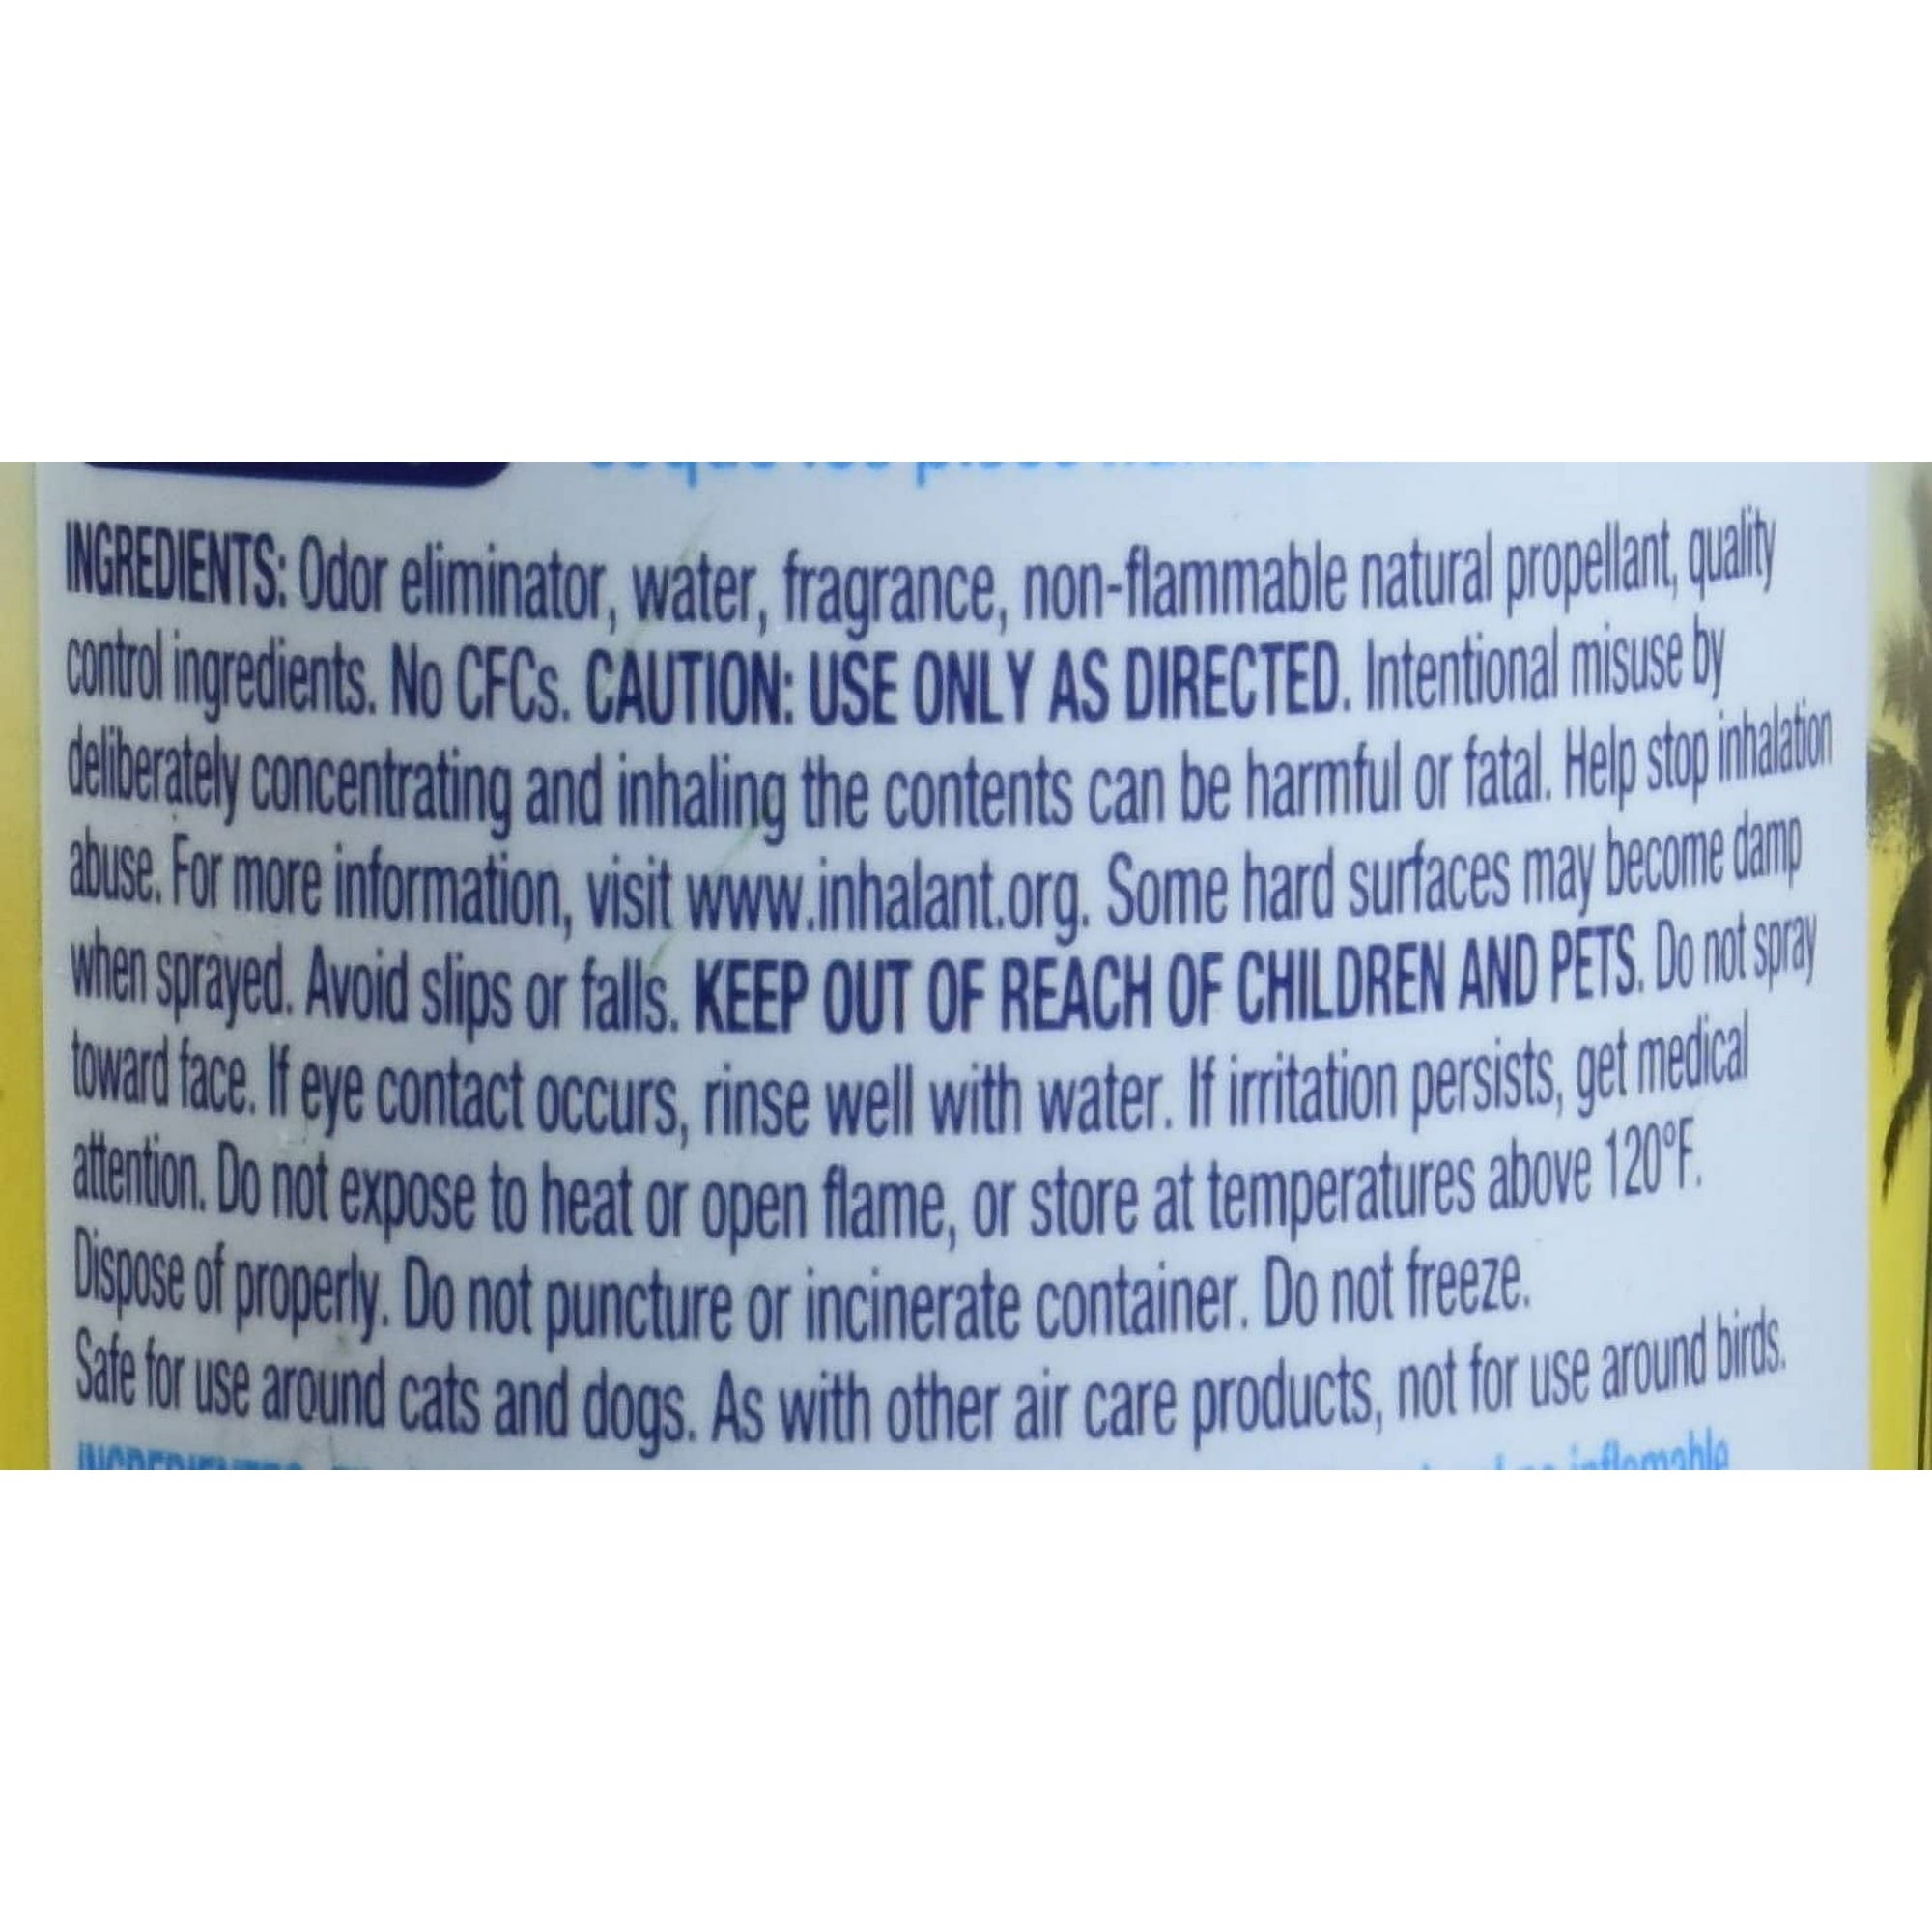 INGREDIENTS: Odor eliminator, water, fragrance, non-flammable natural propellant, quality
control ingredients. No CFCs. CAUTION: USE ONLY AS DIRECTED. Intentional misuse by
deliberately concentrating and inhaling the contents can be harmful or fatal. Help stop inhalation
abuse. For more information, visit www.inhalant.org. Some hard surfaces may become damp
when sprayed. Avoid slips or falls. KEEP OUT OF REACH OF CHILDREN AND PETS. Do not spray
toward face. If eye contact occurs, rinse well with water. If irritation persists, get medical
attention. Do not expose to heat or open flame, or store at temperatures above 120°F.
Dispose of properly. Do not puncture or incinerate container. Do not freeze.
Safe for use around cats and dogs. As with other air care products, not for use around birds.
inflamable